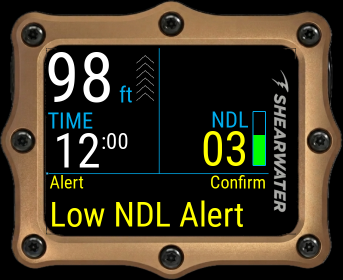 98 ft
TIME
12:00
NDL
03
Alert
Confirm
Low NDL Alert
SHEARWATER